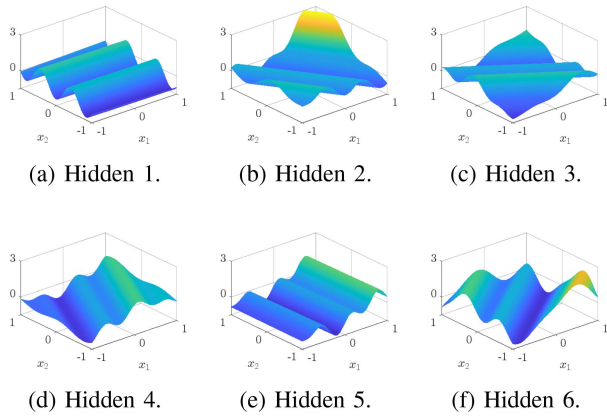 3 3 3
0 0 0
1 1 1 1 1 1
0 0 0 0 0 0
x₂ -1 -1 x₁ x₂ -1 -1 x₁ x₂ -1 -1 x₁
(a) Hidden 1. (b) Hidden 2. (c) Hidden 3.
3 3 3
0 0 0
1 1 1 1 1 1
0 0 0 0 0 0
x₂ -1 -1 x₁ x₂ -1 -1 x₁ x₂ -1 -1 x₁
(d) Hidden 4. (e) Hidden 5. (f) Hidden 6.